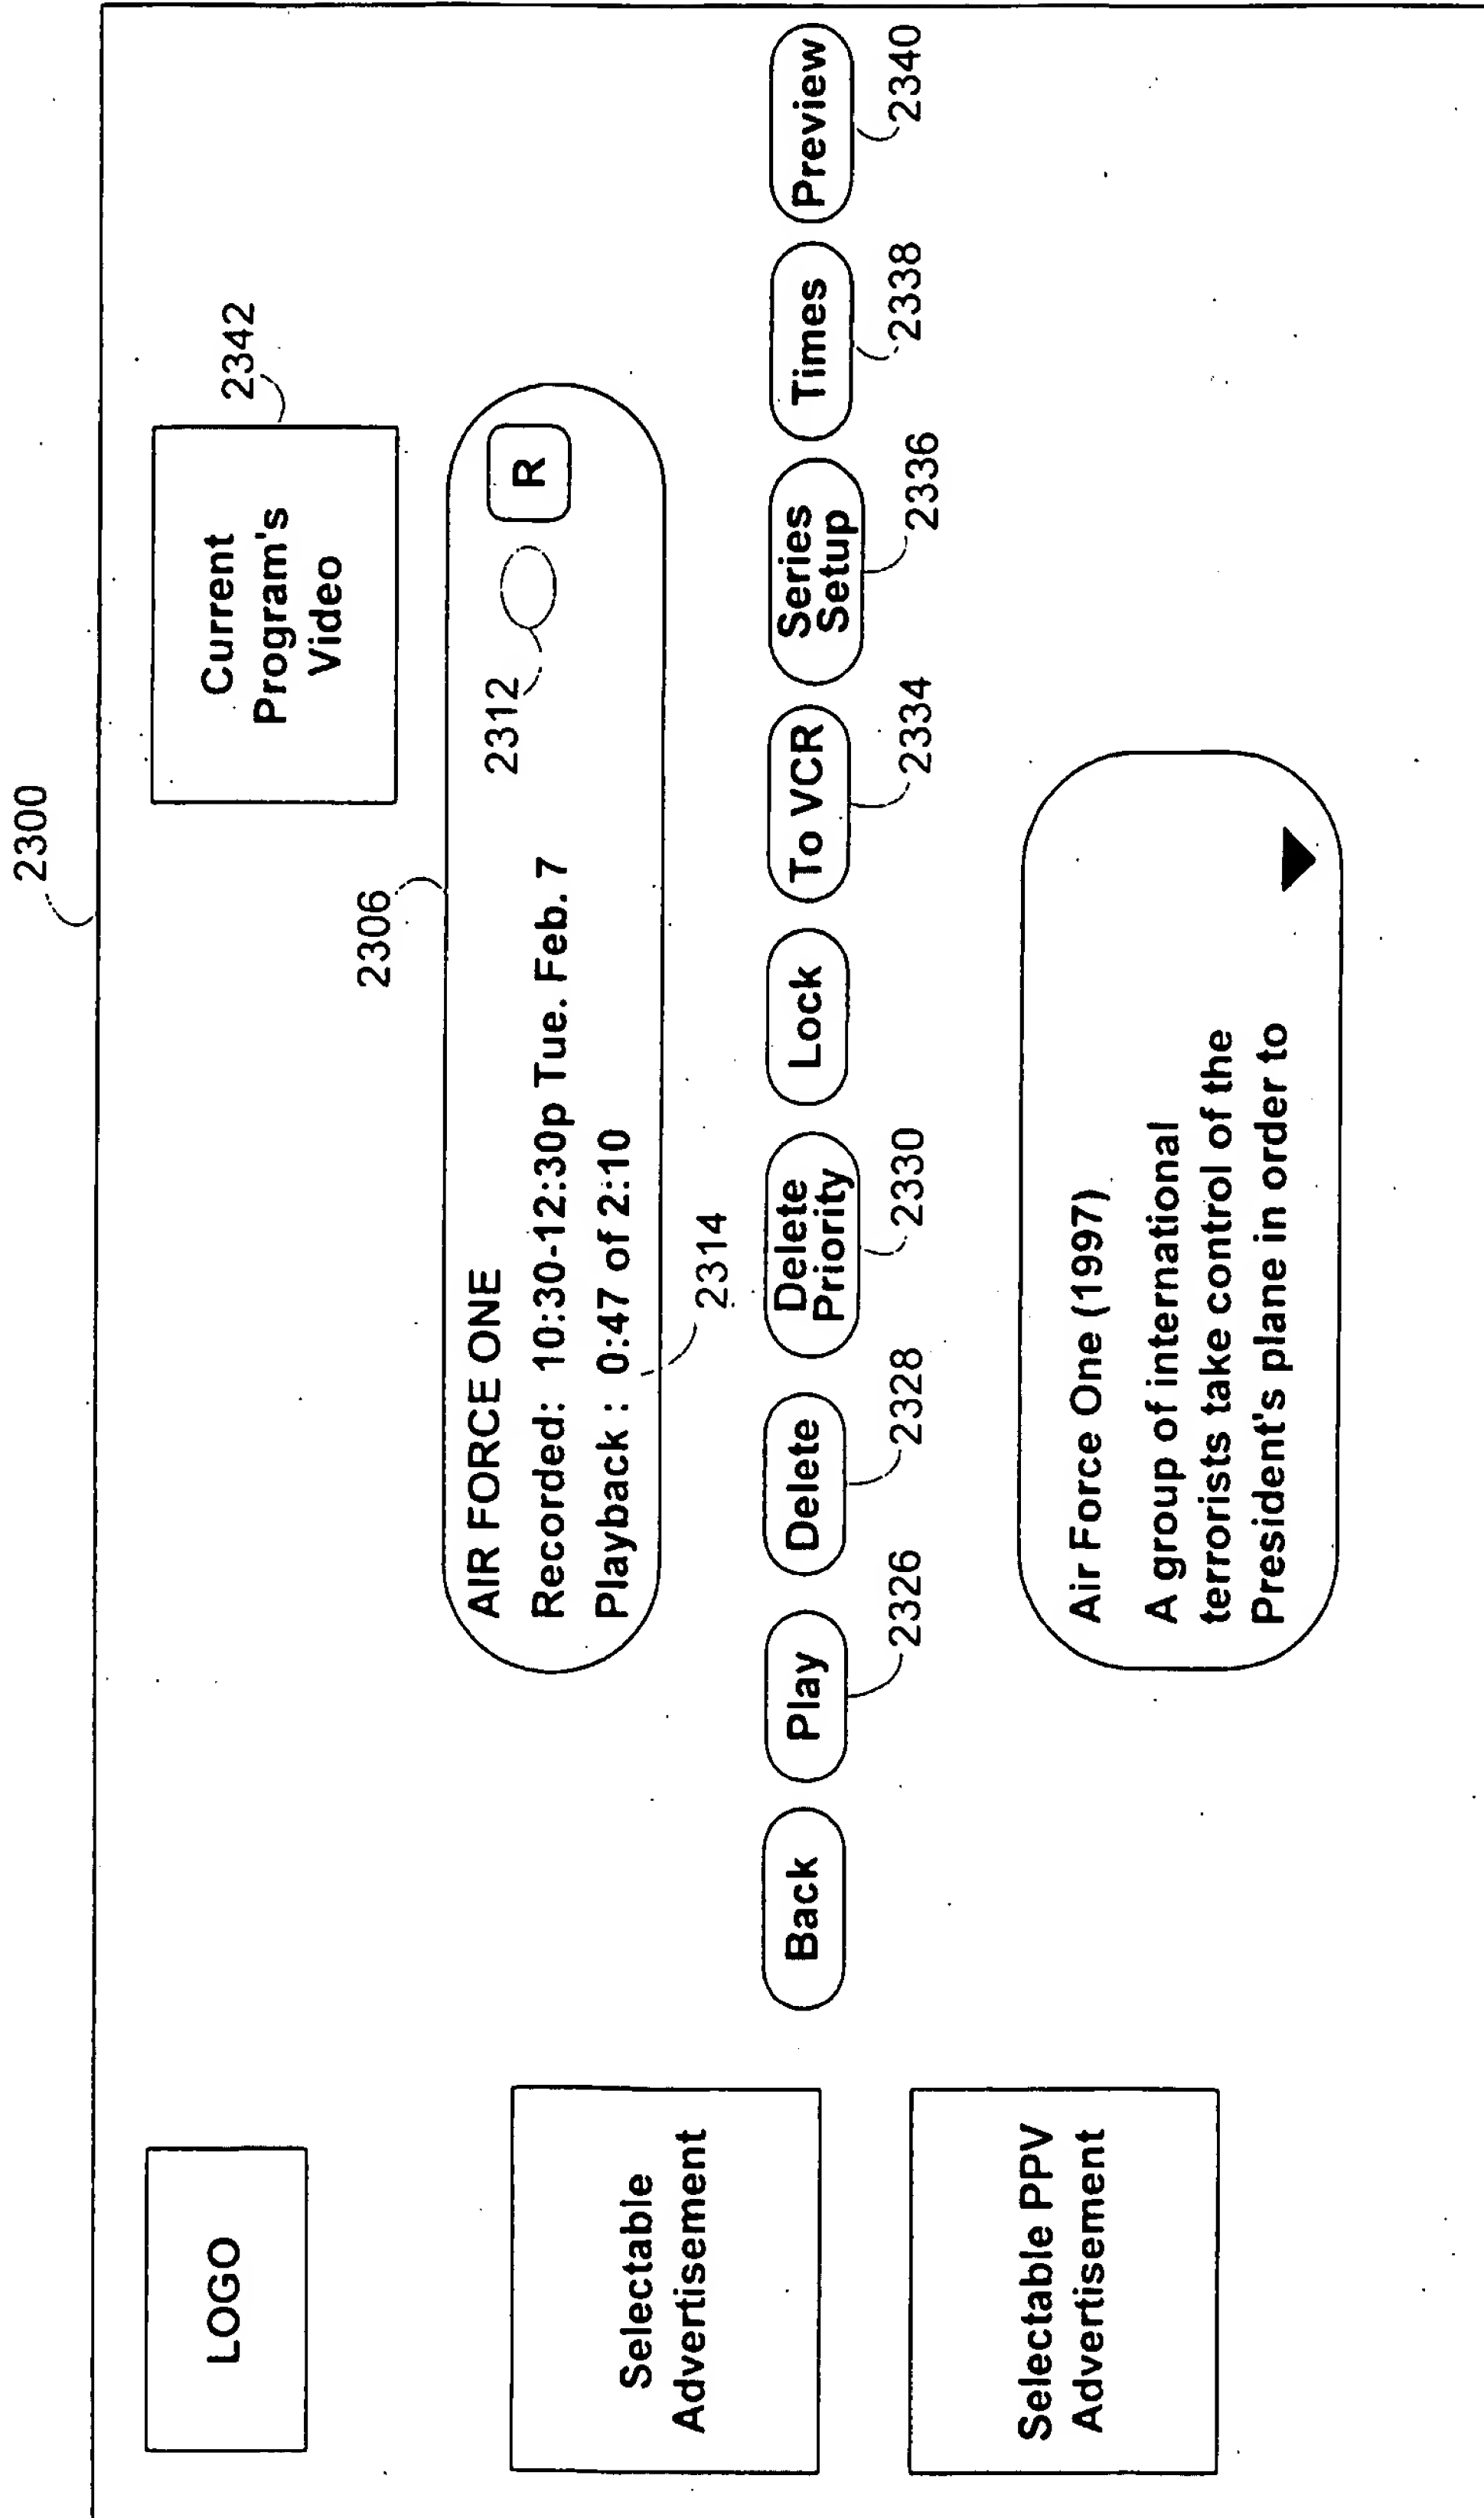 2300
LOGO
Current
Program's
Video
2342
2306
AIR FORCE ONE
2312
R
Recorded: 10:30-12:30p Tue. Feb. 7
Playback : 0:47 of 2:10
2314
Selectable
Advertisement
Back
Play
Delete
Delete
Priority
Lock
To VCR
Series
Setup
Times
Preview
2326
2328
2330
2334
2336
2338
2340
Selectable PPV
Advertisement
Air Force One (1997)
A group of international
terrorists take control of the
President's plane in order to